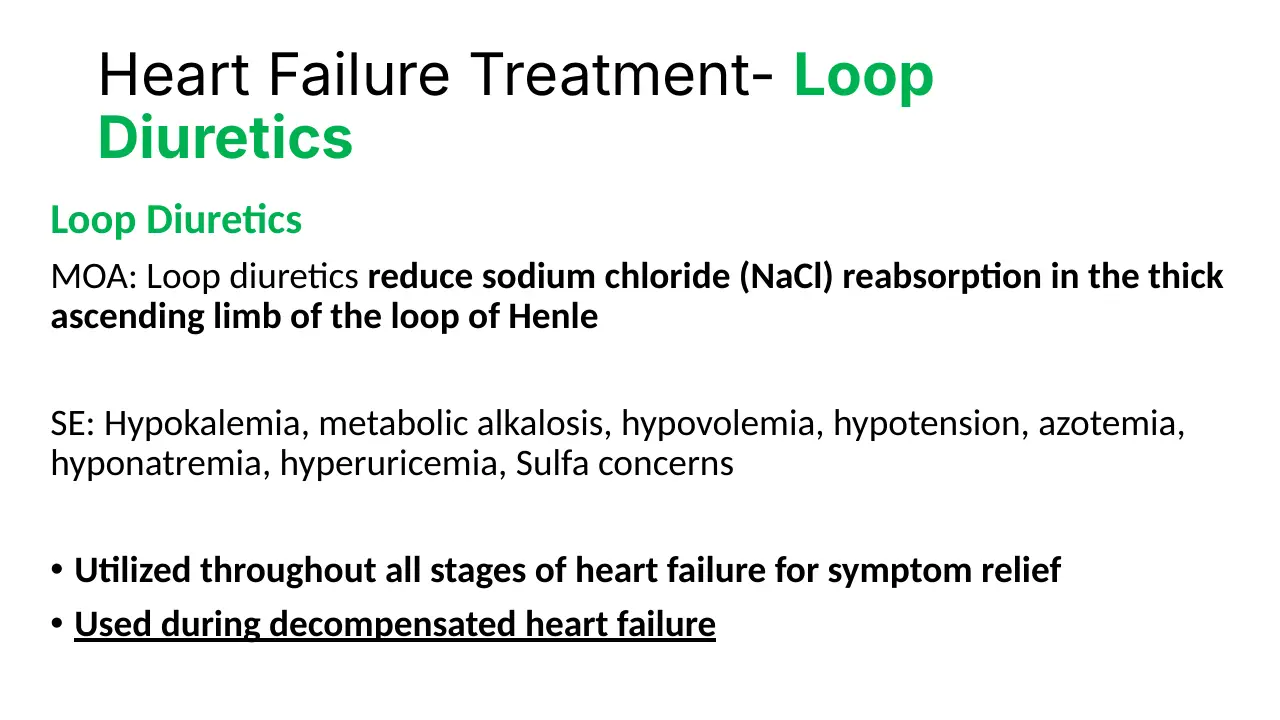 Heart Failure Treatment- Loop
Diuretics
Loop Diuretics
MOA: Loop diuretics reduce sodium chloride (NaCl) reabsorption in the thick
ascending limb of the loop of Henle
SE: Hypokalemia, metabolic alkalosis, hypovolemia, hypotension, azotemia,
hyponatremia, hyperuricemia, Sulfa concerns
• Utilized throughout all stages of heart failure for symptom relief
• Used during decompensated heart failure